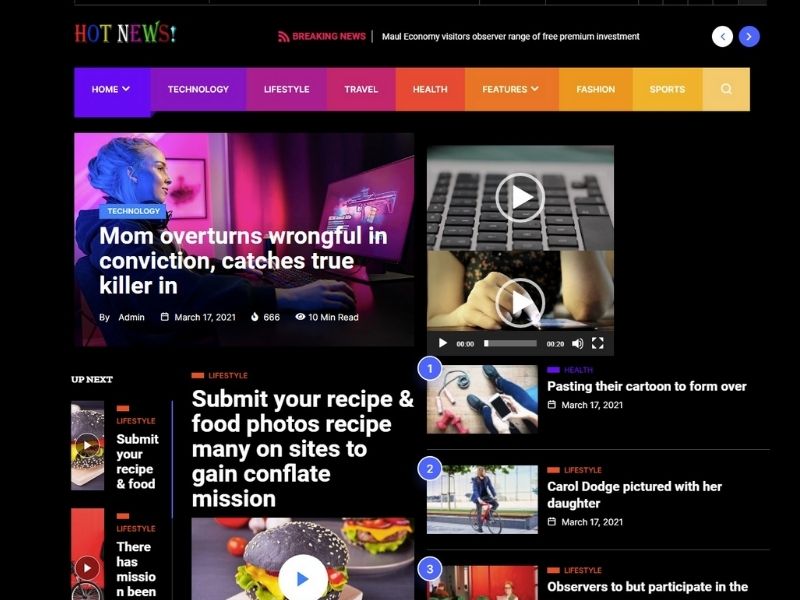 HOT NEWS!
BREAKING NEWS
Maul Economy visitors observer range of free premium investment
HOME
TECHNOLOGY
LIFESTYLE
TRAVEL
HEALTH
FEATURES
FASHION
SPORTS
TECHNOLOGY
Mom overturns wrongful in
conviction, catches true
killer in
By Admin
March 17, 2021
666
10 Min Read
00:00
00:20
UP NEXT
LIFESTYLE
Submit
your
recipe
& food
LIFESTYLE
There
has
missio
n been
LIFESTYLE
Submit your recipe &
food photos recipe
many on sites to
gain conflate
mission
1
HEALTH
Pasting their cartoon to form over
March 17, 2021
2
LIFESTYLE
Carol Dodge pictured with her
daughter
March 17, 2021
3
LIFESTYLE
Observers to but participate in the